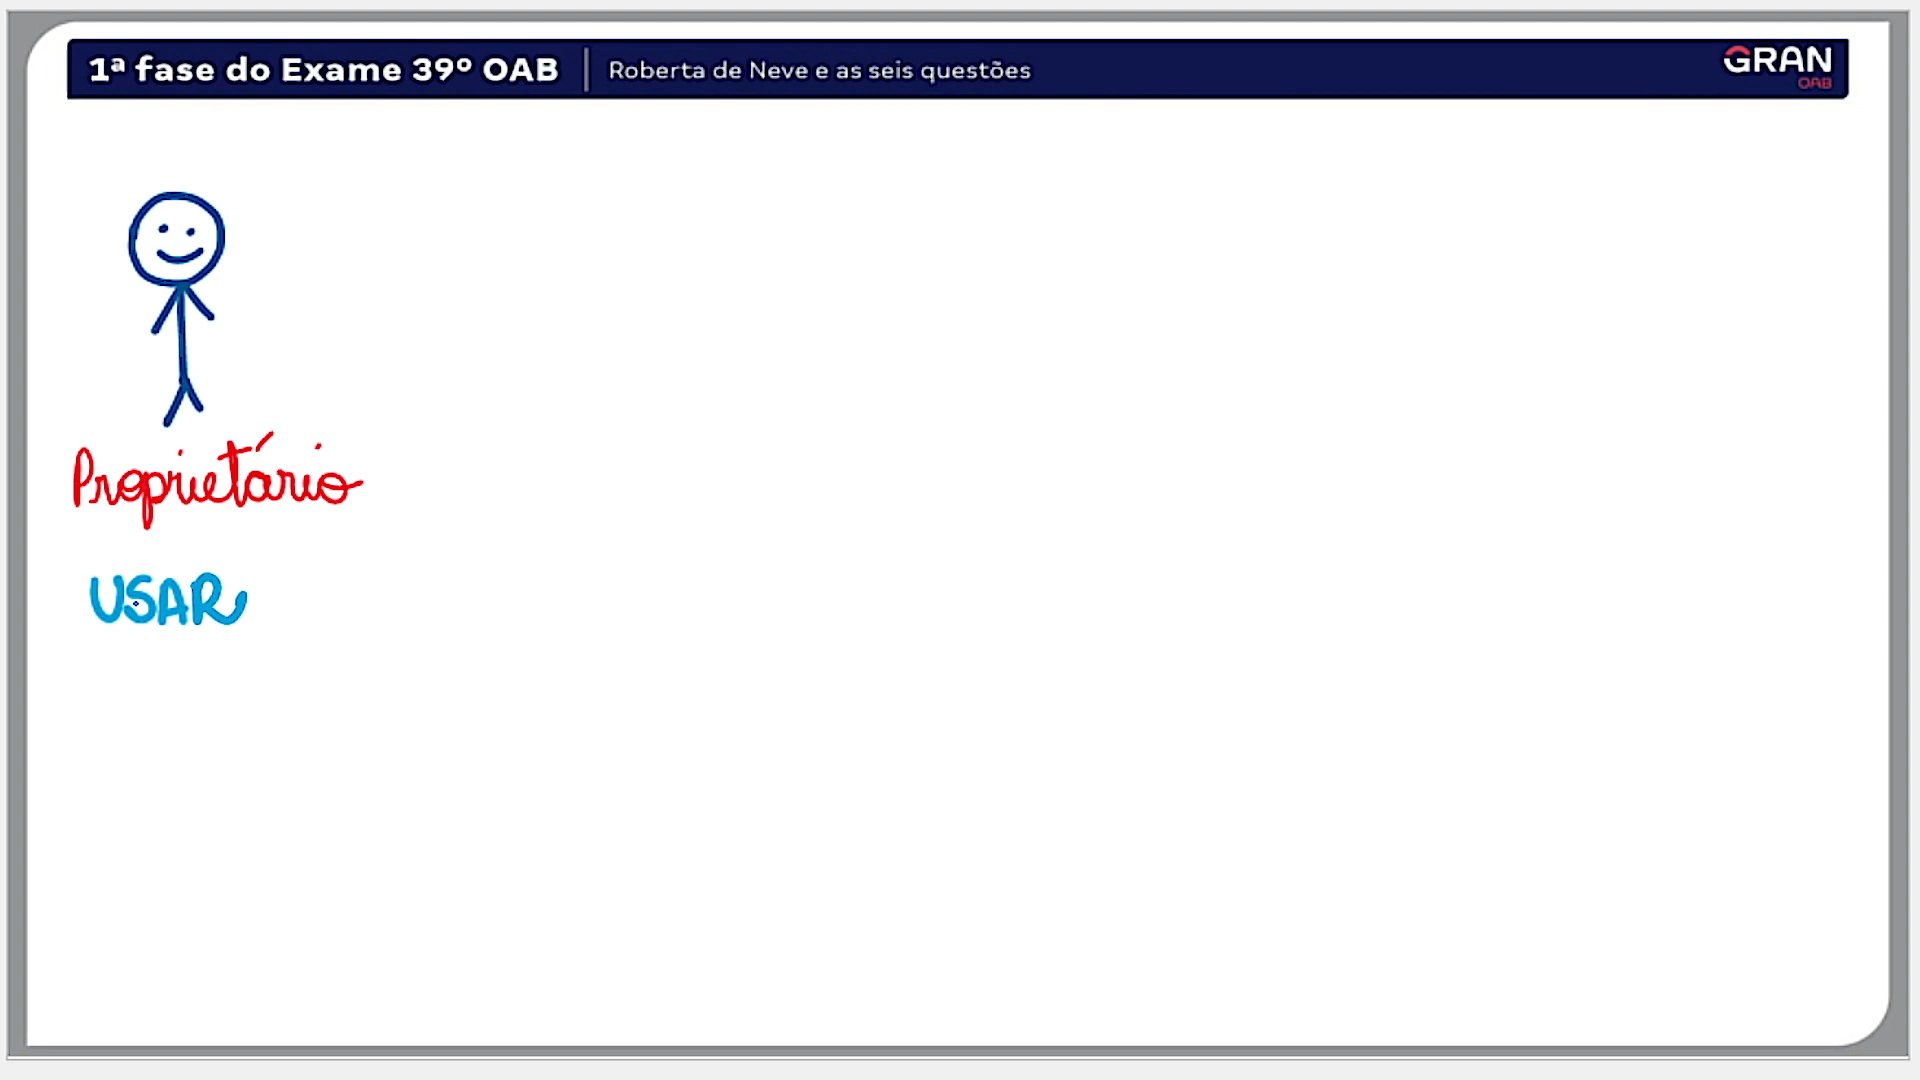 1ª fase do Exame 39º OAB | Roberta de Neve e as seis questões
GRAN
OAB
Proprietário
USAR